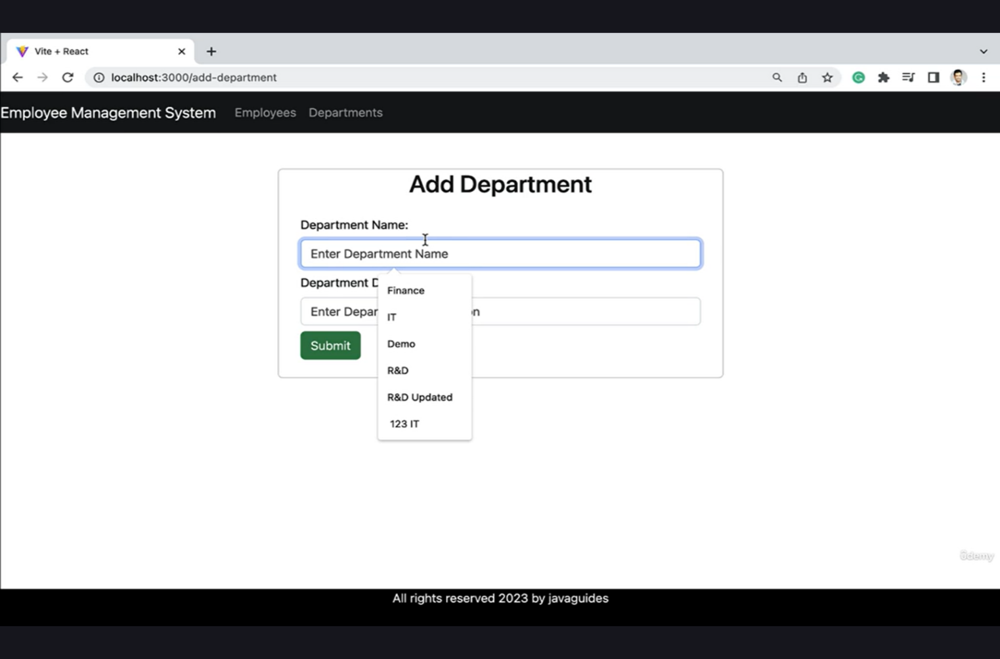 Vite + React
localhost:3000/add-department
Employee Management System Employees Departments
Add Department
Department Name:
Enter Department Name
Department D
Enter Depar n
Finance
IT
Demo
R&D
R&D Updated
123 IT
Submit
ûdemy
All rights reserved 2023 by javaguides